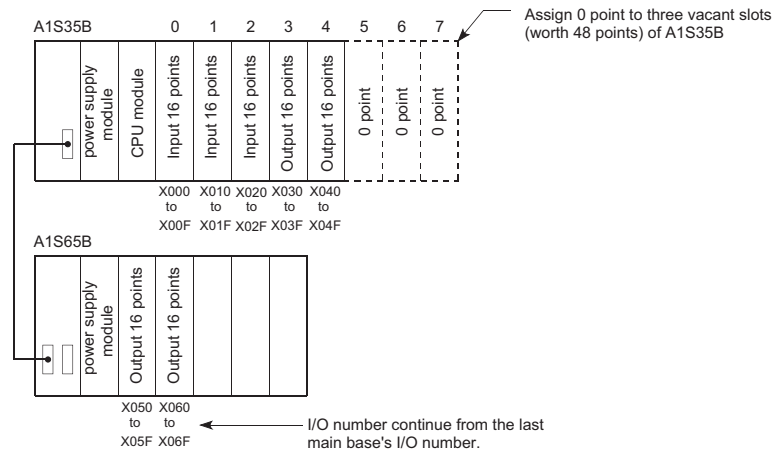 Assign 0 point to three vacant slots
(worth 48 points) of A1S35B
A1S35B 0 1 2 3 4 5 6 7
power supply
module
CPU module
Input 16 points
Input 16 points
Input 16 points
Output 16 points
Output 16 points
0 point
0 point
0 point
X000 X010 X020 X030 X040
to to to to to
X00F X01F X02F X03F X04F
A1S65B
power supply
module
Output 16 points
Output 16 points
X050 X060
to to
X05F X06F
I/O number continue from the last
main base's I/O number.